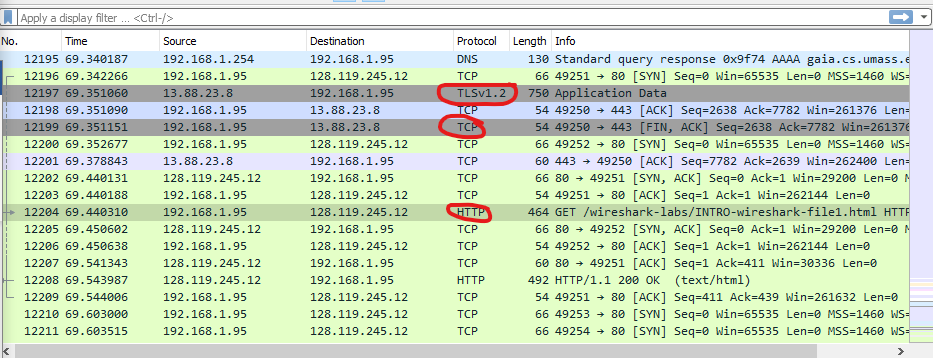 Apply a display filter ... <Ctrl-/>
No. Time Source Destination Protocol Length Info
12195 69.340187 192.168.1.254 192.168.1.95 DNS 130 Standard query response 0x9f74 AAAA gaia.cs.umass.e
12196 69.342266 192.168.1.95 128.119.245.12 TCP 66 49251 → 80 [SYN] Seq=0 Win=65535 Len=0 MSS=1460 WS=
12197 69.351060 13.88.23.8 192.168.1.95 TLSv1.2 750 Application Data
12198 69.351090 192.168.1.95 13.88.23.8 TCP 54 49250 → 443 [ACK] Seq=2638 Ack=7782 Win=261376 Len=
12199 69.351151 192.168.1.95 13.88.23.8 TCP 54 49250 → 443 [FIN, ACK] Seq=2638 Ack=7782 Win=261376
12200 69.352677 192.168.1.95 128.119.245.12 TCP 66 49252 → 80 [SYN] Seq=0 Win=65535 Len=0 MSS=1460 WS=
12201 69.378843 13.88.23.8 192.168.1.95 TCP 60 443 → 49250 [ACK] Seq=7782 Ack=2639 Win=262400 Len=
12202 69.440131 128.119.245.12 192.168.1.95 TCP 66 80 → 49251 [SYN, ACK] Seq=0 Ack=1 Win=29200 Len=0 M
12203 69.440188 192.168.1.95 128.119.245.12 TCP 54 49251 → 80 [ACK] Seq=1 Ack=1 Win=262144 Len=0
12204 69.440310 192.168.1.95 128.119.245.12 HTTP 464 GET /wireshark-labs/INTRO-wireshark-file1.html HTTP
12205 69.450602 128.119.245.12 192.168.1.95 TCP 66 80 → 49252 [SYN, ACK] Seq=0 Ack=1 Win=29200 Len=0 M
12206 69.450638 192.168.1.95 128.119.245.12 TCP 54 49252 → 80 [ACK] Seq=1 Ack=1 Win=262144 Len=0
12207 69.541343 128.119.245.12 192.168.1.95 TCP 60 80 → 49251 [ACK] Seq=1 Ack=411 Win=30336 Len=0
12208 69.543987 128.119.245.12 192.168.1.95 HTTP 492 HTTP/1.1 200 OK (text/html)
12209 69.544006 192.168.1.95 128.119.245.12 TCP 54 49251 → 80 [ACK] Seq=411 Ack=439 Win=261632 Len=0
12210 69.603000 192.168.1.95 128.119.245.12 TCP 66 49253 → 80 [SYN] Seq=0 Win=65535 Len=0 MSS=1460 WS=
12211 69.603515 192.168.1.95 128.119.245.12 TCP 66 49254 → 80 [SYN] Seq=0 Win=65535 Len=0 MSS=1460 WS=